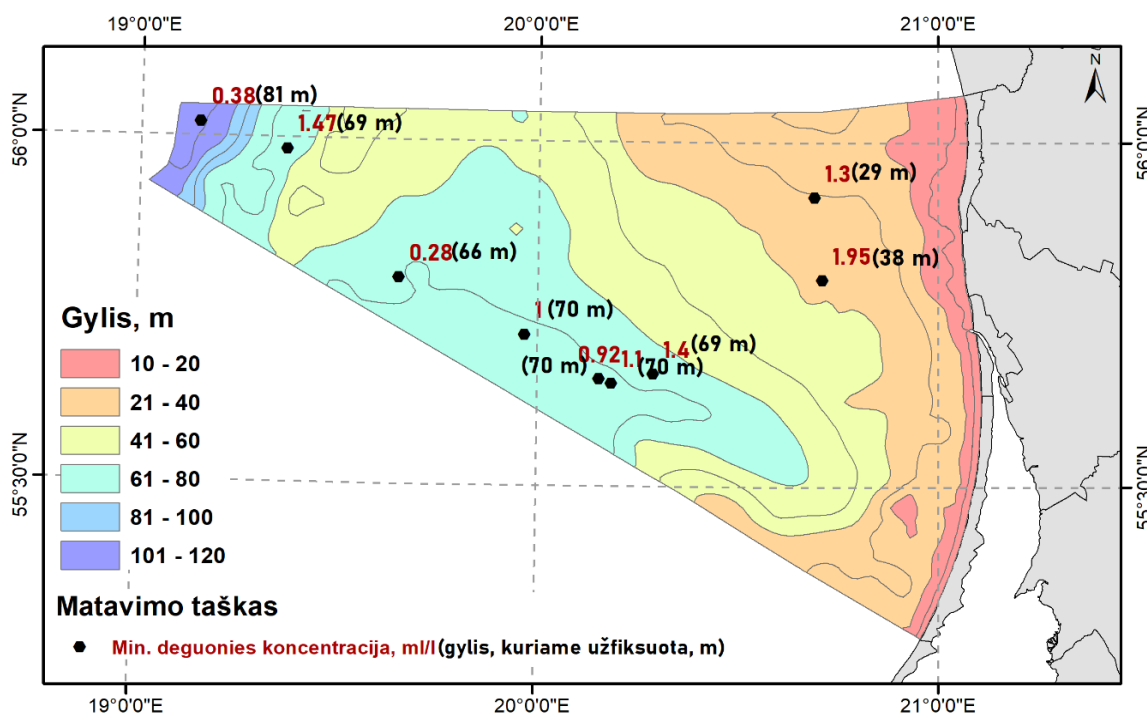 19°0'0"E 20°0'0"E 21°0'0"E
N
0.38(81 m)
56°0'0"N 1.47(69 m) 56°0'0"N
1.3(29 m)
0.28(66 m) 1.95(38 m)
Gylis, m
1 (70 m)
1.4(69 m)
0.92 1.1
(70 m) (70 m)
10 - 20
21 - 40
41 - 60
61 - 80
81 - 100
101 - 120
55°30'0"N 55°30'0"N
Matavimo taškas
Min. deguonies koncentracija, ml/l(gylis, kuriame užfiksuota, m)
19°0'0"E 20°0'0"E 21°0'0"E